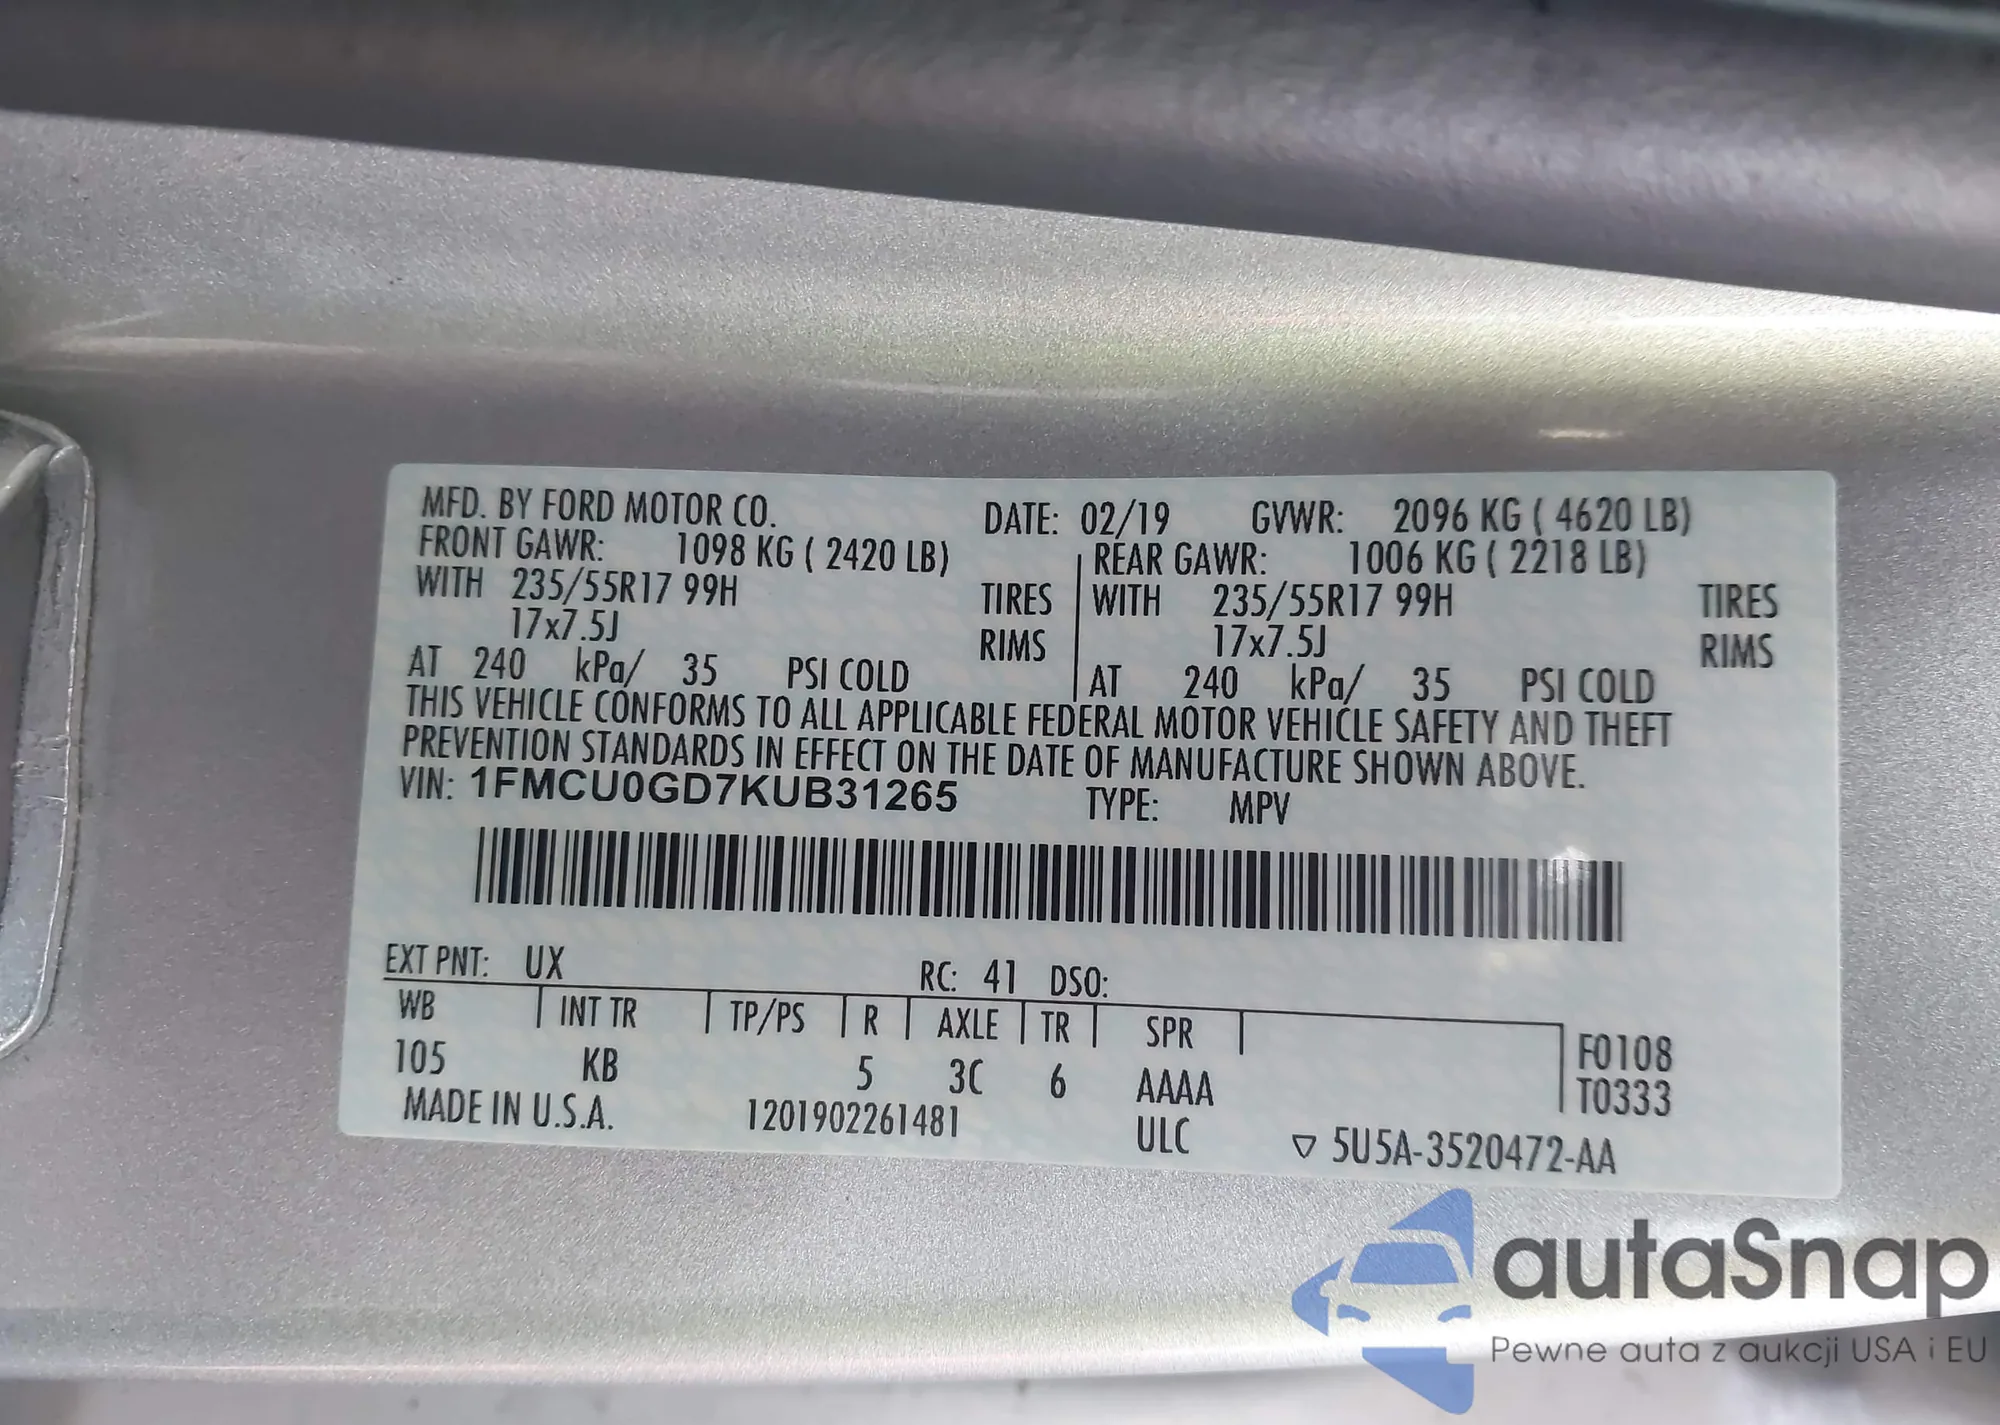 MFD. BY FORD MOTOR CO. DATE: 02/19 GVWR: 2096 KG ( 4620 LB)
FRONT GAWR: 1098 KG ( 2420 LB) REAR GAWR: 1006 KG ( 2218 LB)
WITH 235/55R17 99H TIRES WITH 235/55R17 99H TIRES
17x7.5J RIMS 17x7.5J RIMS
AT 240 kPa/ 35 PSI COLD AT 240 kPa/ 35 PSI COLD
THIS VEHICLE CONFORMS TO ALL APPLICABLE FEDERAL MOTOR VEHICLE SAFETY AND THEFT
PREVENTION STANDARDS IN EFFECT ON THE DATE OF MANUFACTURE SHOWN ABOVE.
VIN: 1FMCU0GD7KUB31265 TYPE: MPV
EXT PNT: UX RC: 41 DSO:
WB INT TR TP/PS R AXLE TR SPR F0108
105 KB 5 3C 6 AAAA T0333
MADE IN U.S.A. 1201902261481 ULC ▽ 5U5A-3520472-AA
autaSnap
Pewne auta z aukcji USA i EU